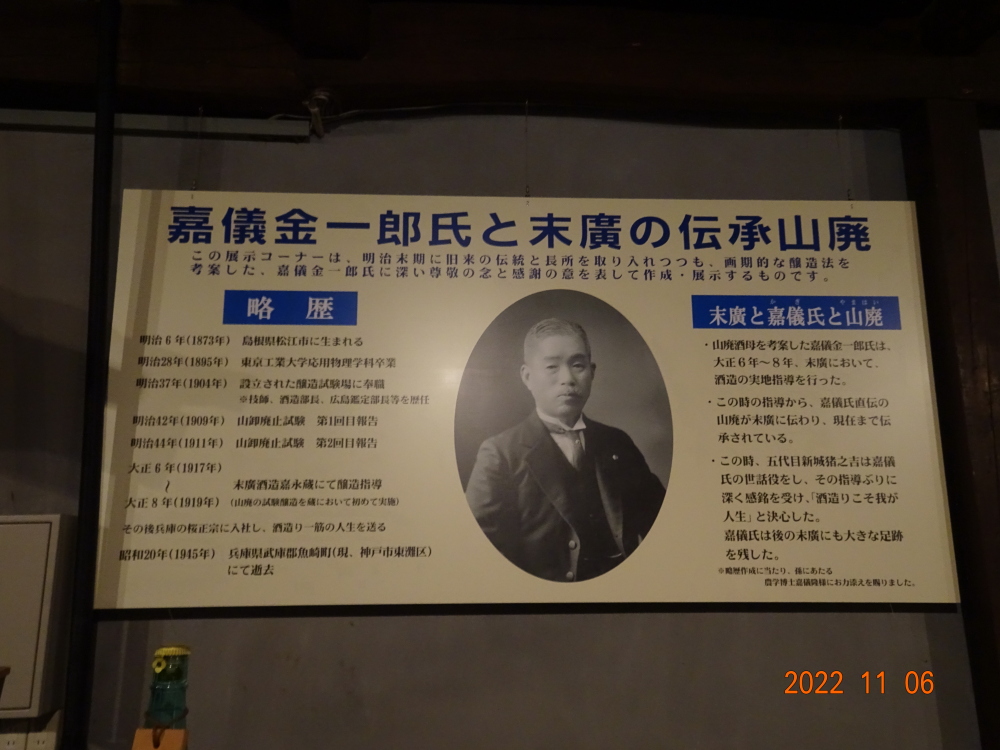 嘉儀金一郎氏と末廣の伝承山廃
この展示コーナーは、明治末期に旧来の伝統と長所を取り入れつつも、画期的な醸造法を
考案した、嘉儀金一郎氏に深い尊敬の念と感謝の意を表して作成・展示するものです。
略歴
明治6年(1873年) 島根県松江市に生まれる
明治28年(1895年) 東京工業大学応用物理学科卒業
明治37年(1904年) 設立された醸造試験場に奉職
※技師、酒造部長、広島鑑定部長等を歴任
明治42年(1909年) 山卸廃止試験 第1回目報告
明治44年(1911年) 山卸廃止試験 第2回目報告
大正6年(1917年)
~ 末廣酒造嘉永蔵にて醸造指導
大正8年(1919年) (山廃の試験醸造を蔵において初めて実施)
その後兵庫の桜正宗に入社し、酒造り一筋の人生を送る
昭和20年(1945年) 兵庫県武庫郡魚崎町(現、神戸市東灘区)
にて逝去
かぎ やまはい
末廣と嘉儀氏と山廃
・山廃酒母を考案した嘉儀金一郎氏は、
大正6年~8年、末廣において、
酒造の実地指導を行った。
・この時の指導から、嘉儀氏直伝の
山廃が末廣に伝わり、現在まで伝
承されている。
・この時、五代目新城猪之吉は嘉儀
氏の世話役をし、その指導ぶりに
深く感銘を受け、「酒造りこそ我が
人生」と決心した。
嘉儀氏は後の末廣にも大きな足跡
を残した。
※略歴作成に当たり、孫にあたる
農学博士嘉儀隆様にお力添えを賜りました。
2022 11 06